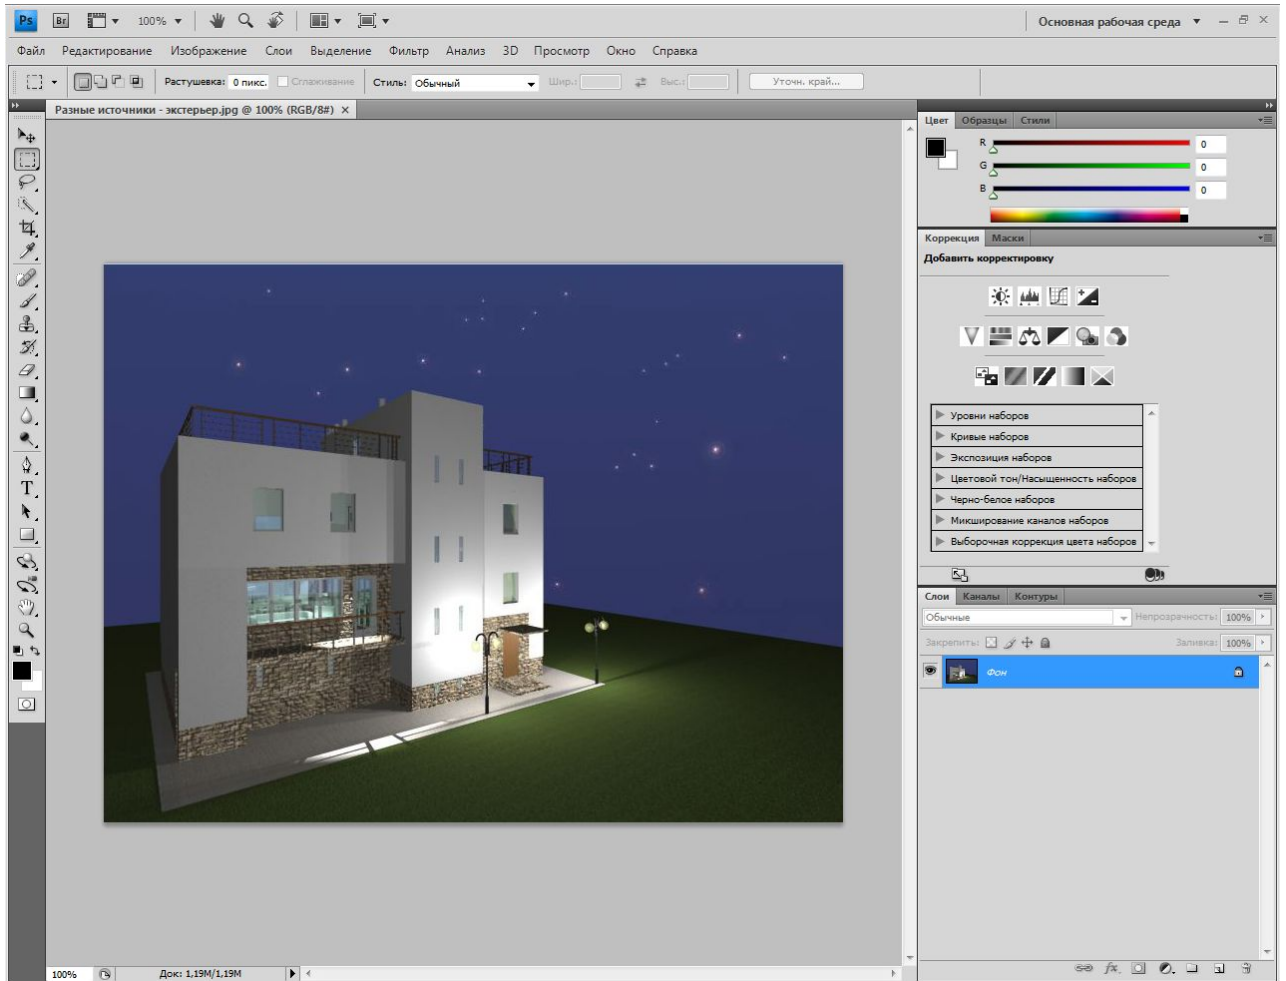 Ps Br 100% Основная рабочая среда
Файл Редактирование Изображение Слои Выделение Фильтр Анализ 3D Просмотр Окно Справка
Растушевка: 0 пикс. Сглаживание Стиль: Обычный Шир.: Выс.: Уточн. край...
Разные источники - экстерьер.jpg @ 100% (RGB/8#) ×
Цвет Образцы Стили
R 0
G 0
B 0
Коррекция Маски
Добавить корректировку
Уровни наборов
Кривые наборов
Экспозиция наборов
Цветовой тон/Насыщенность наборов
Черно-белое наборов
Микширование каналов наборов
Выборочная коррекция цвета наборов
Слои Каналы Контуры
Обычные Непрозрачность: 100%
Закрепить: Заливка: 100%
Фон
T
fx
100% Док: 1,19M/1,19M